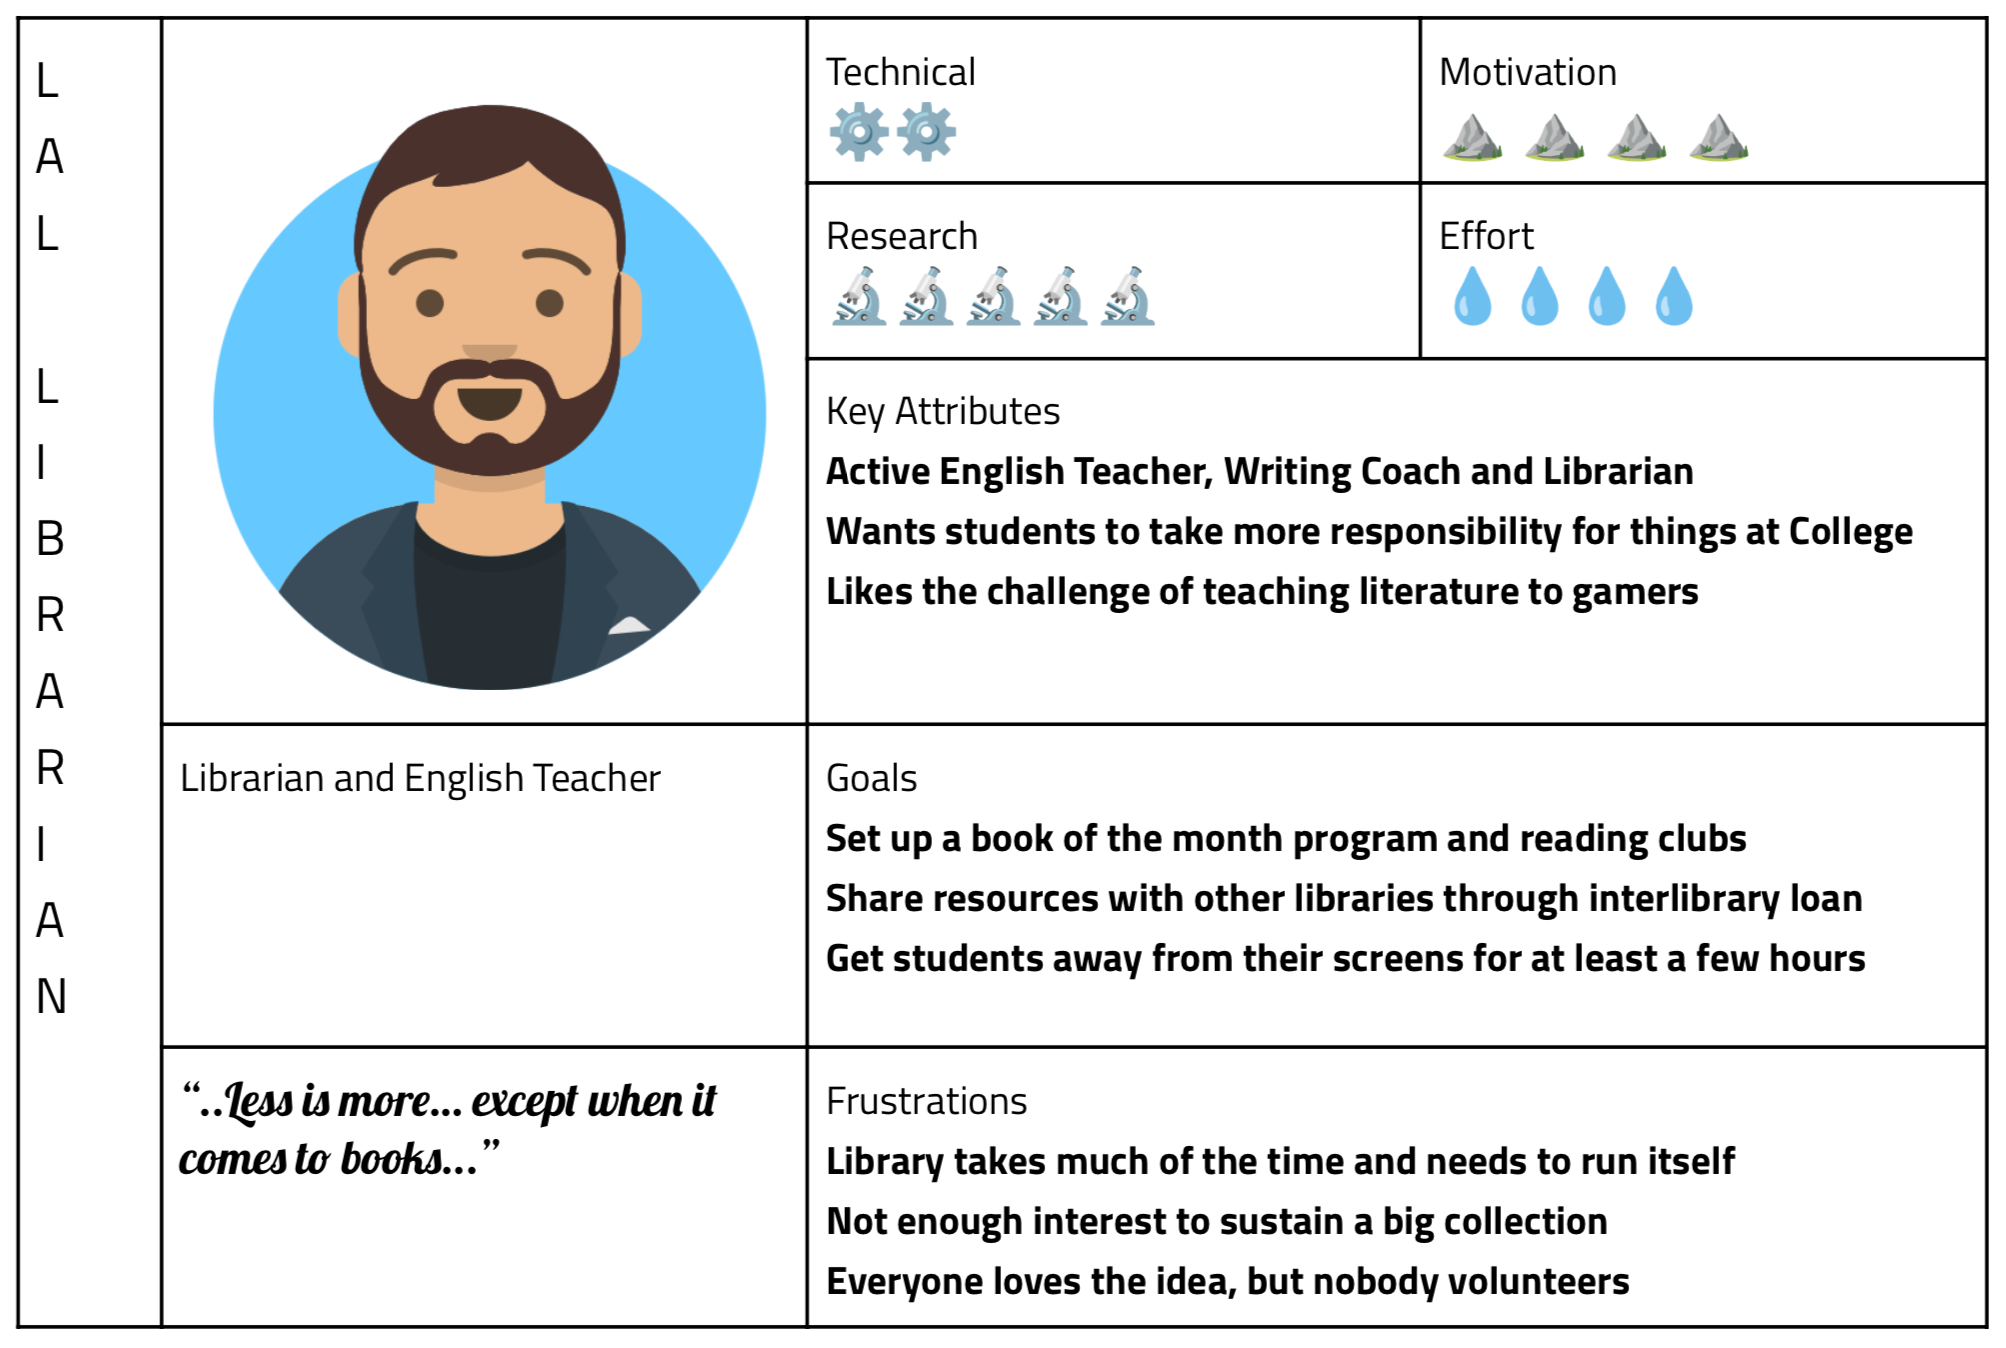 L
A
L
L
I
B
R
A
R
I
A
N
Technical
Motivation
Research
Effort
Key Attributes
Active English Teacher, Writing Coach and Librarian
Wants students to take more responsibility for things at College
Likes the challenge of teaching literature to gamers
Librarian and English Teacher
Goals
Set up a book of the month program and reading clubs
Share resources with other libraries through interlibrary loan
Get students away from their screens for at least a few hours
“..Less is more... except when it
comes to books...”
Frustrations
Library takes much of the time and needs to run itself
Not enough interest to sustain a big collection
Everyone loves the idea, but nobody volunteers